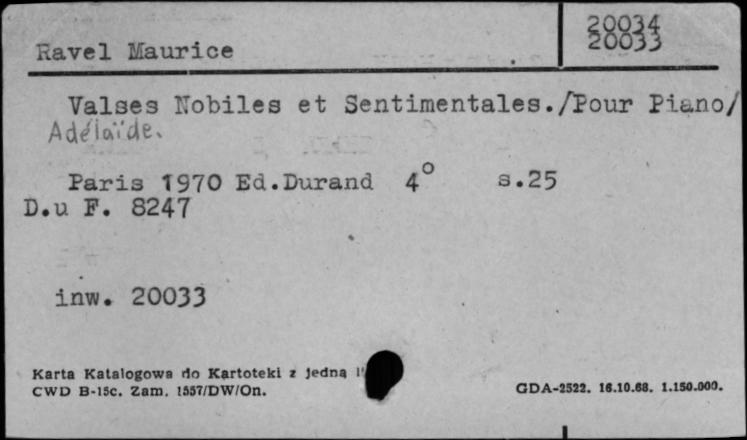 20034
20033
Ravel Maurice
Valses Nobiles et Sentimentales./Pour Piano/
Adélaïde.
Paris 1970 Ed.Durand 4° s.25
D.u F. 8247
inw. 20033
Karta Katalogowa do Kartoteki z jedną
CWD B-15c. Zam. 1557/DW/On.
GDA-2522. 16.10.68. 1.150.000.